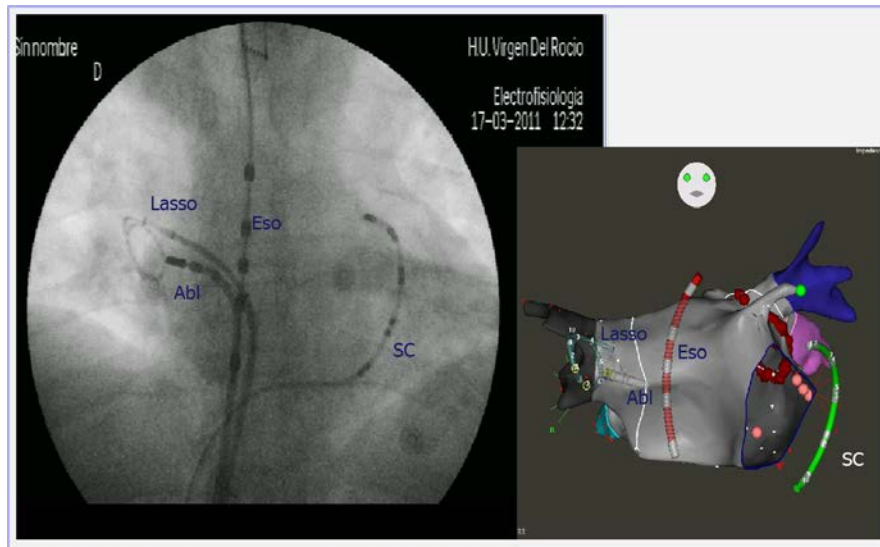 Sin nombre
D
H.U. Virgen Del Rocio
Electrofisiologia
17-03-2011 12:32
Lasso
Eso
Abl
SC
Lasso
Eso
Abl
SC